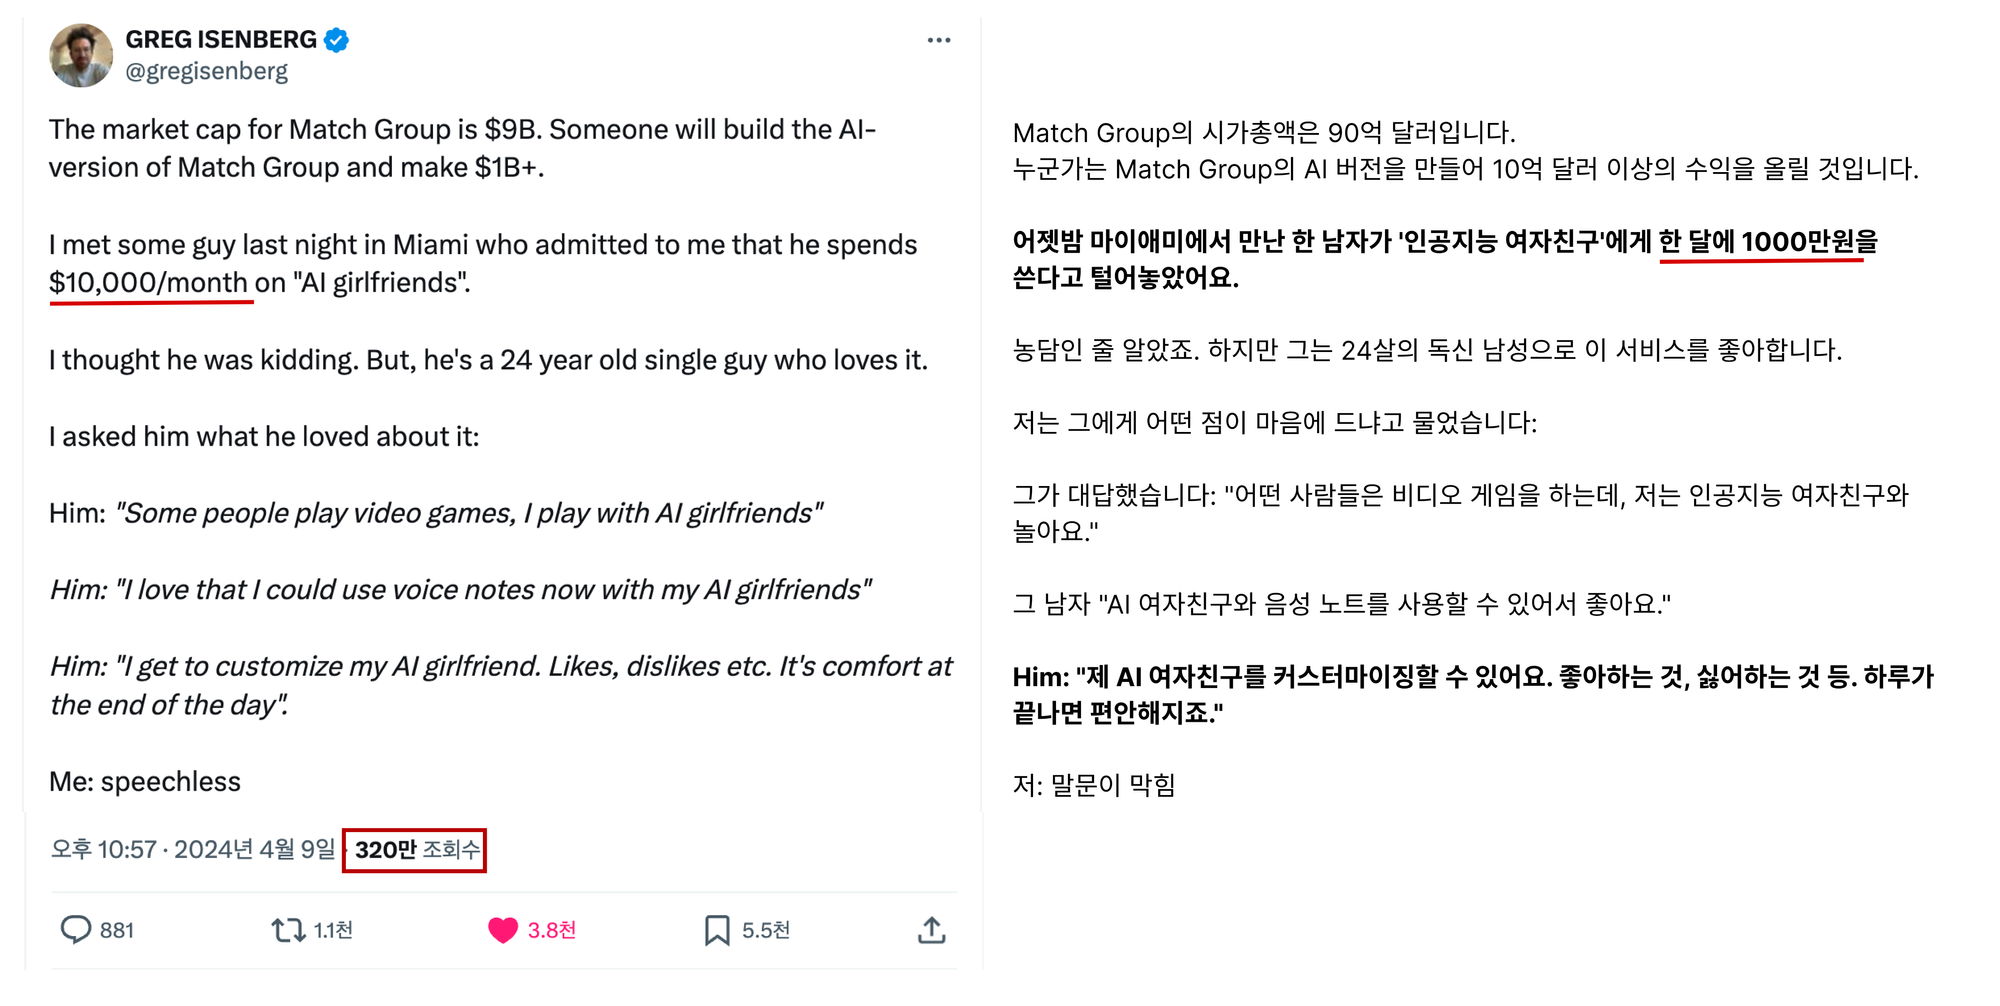 GREG ISENBERG
@gregisenberg
The market cap for Match Group is $9B. Someone will build the AI-
version of Match Group and make $1B+.
I met some guy last night in Miami who admitted to me that he spends
$10,000/month on "AI girlfriends".
I thought he was kidding. But, he's a 24 year old single guy who loves it.
I asked him what he loved about it:
Him: "Some people play video games, I play with AI girlfriends"
Him: "I love that I could use voice notes now with my AI girlfriends"
Him: "I get to customize my AI girlfriend. Likes, dislikes etc. It's comfort at
the end of the day".
Me: speechless
오후 10:57 · 2024년 4월 9일 · 320만 조회수
881 1.1천 3.8천 5.5천
Match Group의 시가총액은 90억 달러입니다.
누군가는 Match Group의 AI 버전을 만들어 10억 달러 이상의 수익을 올릴 것입니다.
어젯밤 마이애미에서 만난 한 남자가 '인공지능 여자친구'에게 한 달에 1000만원을
쓴다고 털어놓았어요.
농담인 줄 알았죠. 하지만 그는 24살의 독신 남성으로 이 서비스를 좋아합니다.
저는 그에게 어떤 점이 마음에 드냐고 물었습니다:
그가 대답했습니다: "어떤 사람들은 비디오 게임을 하는데, 저는 인공지능 여자친구와
놀아요."
그 남자 "AI 여자친구와 음성 노트를 사용할 수 있어서 좋아요."
Him: "제 AI 여자친구를 커스터마이징할 수 있어요. 좋아하는 것, 싫어하는 것 등. 하루가
끝나면 편안해지죠."
저: 말문이 막힘